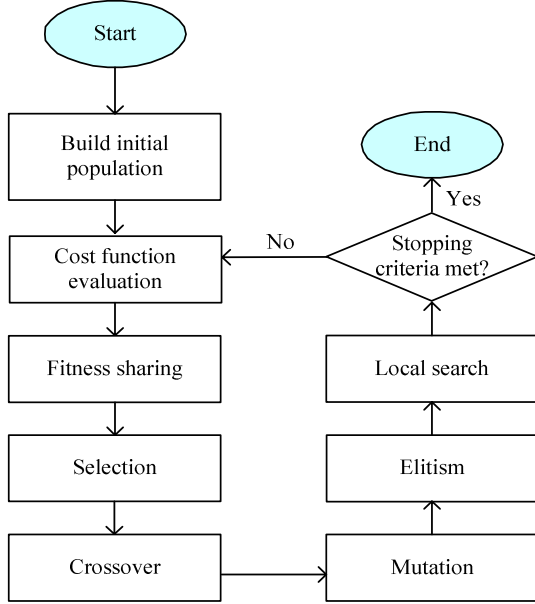 Start
Build initial
population
Cost function
evaluation
Fitness sharing
Selection
Crossover
Mutation
Elitism
Local search
Stopping
criteria met?
No
Yes
End